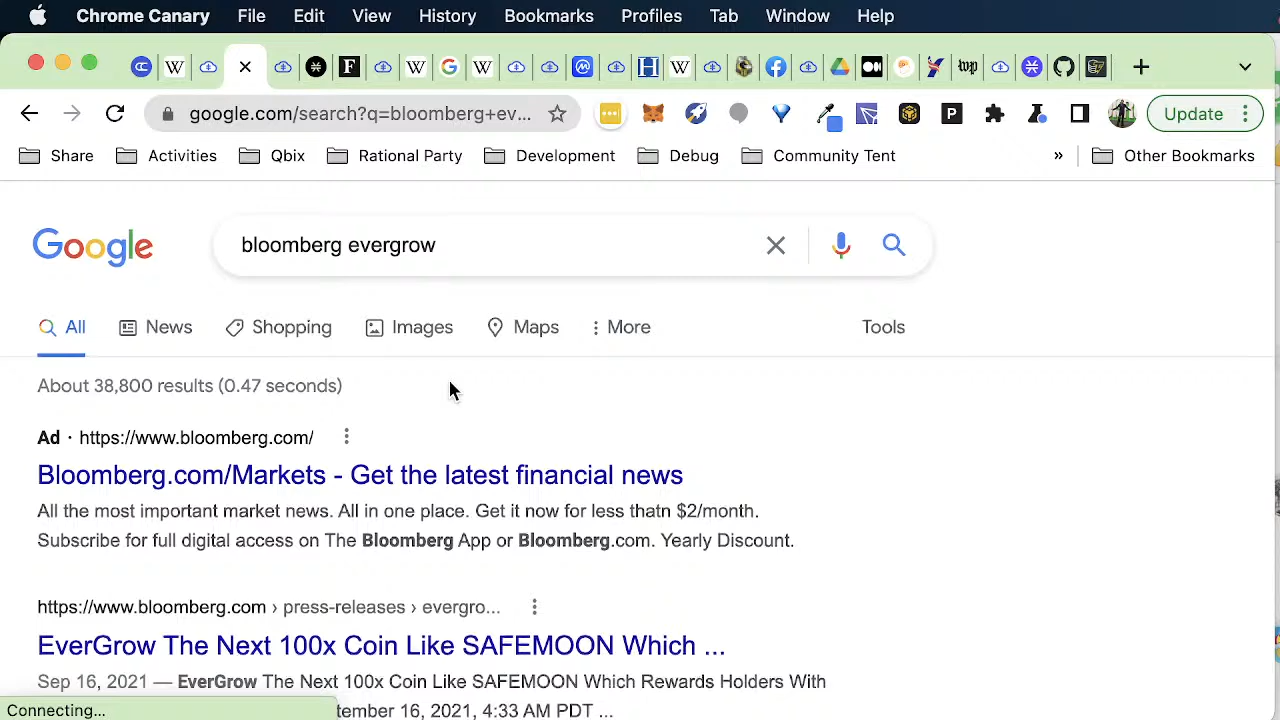 Chrome Canary File Edit View History Bookmarks Profiles Tab Window Help
google.com/search?q=bloomberg+ev... Update
Share Activities Qbix Rational Party Development Debug Community Tent » Other Bookmarks
Google bloomberg evergrow
All News Shopping Images Maps More Tools
About 38,800 results (0.47 seconds)
Ad · https://www.bloomberg.com/
Bloomberg.com/Markets - Get the latest financial news
All the most important market news. All in one place. Get it now for less thatn $2/month.
Subscribe for full digital access on The Bloomberg App or Bloomberg.com. Yearly Discount.
https://www.bloomberg.com › press-releases › evergro...
EverGrow The Next 100x Coin Like SAFEMOON Which ...
Sep 16, 2021 — EverGrow The Next 100x Coin Like SAFEMOON Which Rewards Holders With
tember 16, 2021, 4:33 AM PDT ...
Connecting...